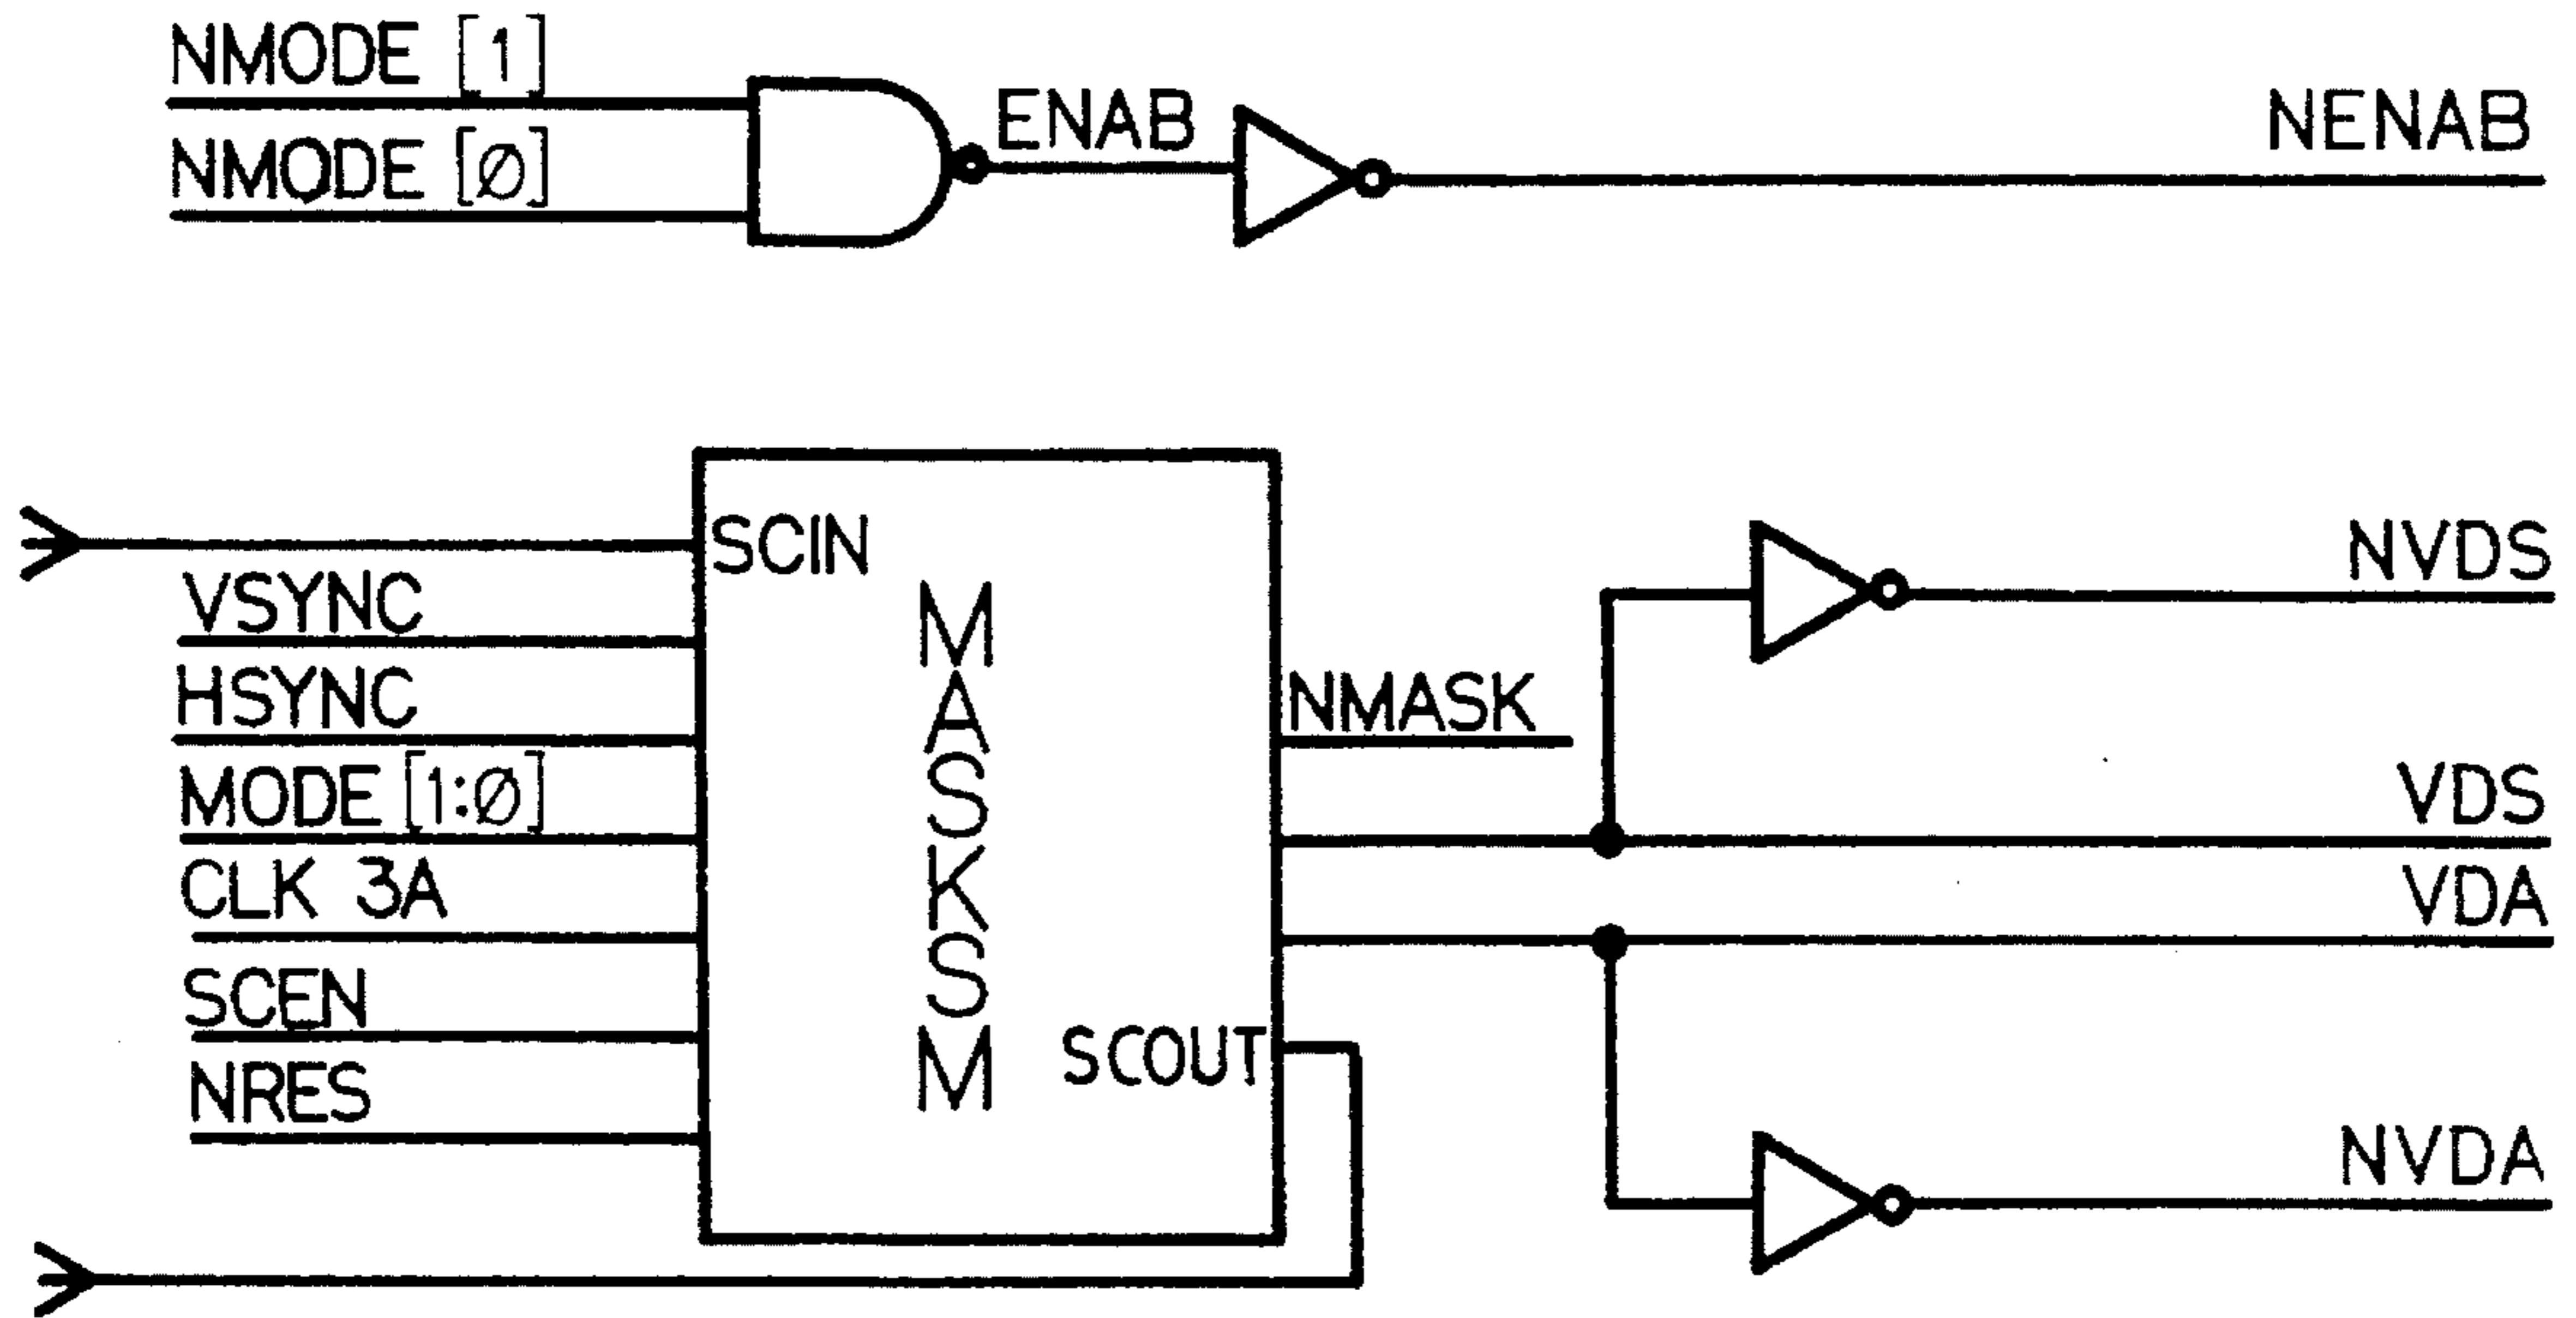 NMODE [1]
NMODE [Ø]
ENAB
NENAB
SCIN
VSYNC
HSYNC
MODE [1:Ø]
CLK 3A
SCEN
NRES
MASKSM
SCOUT
NMASK
NVDS
VDS
VDA
NVDA